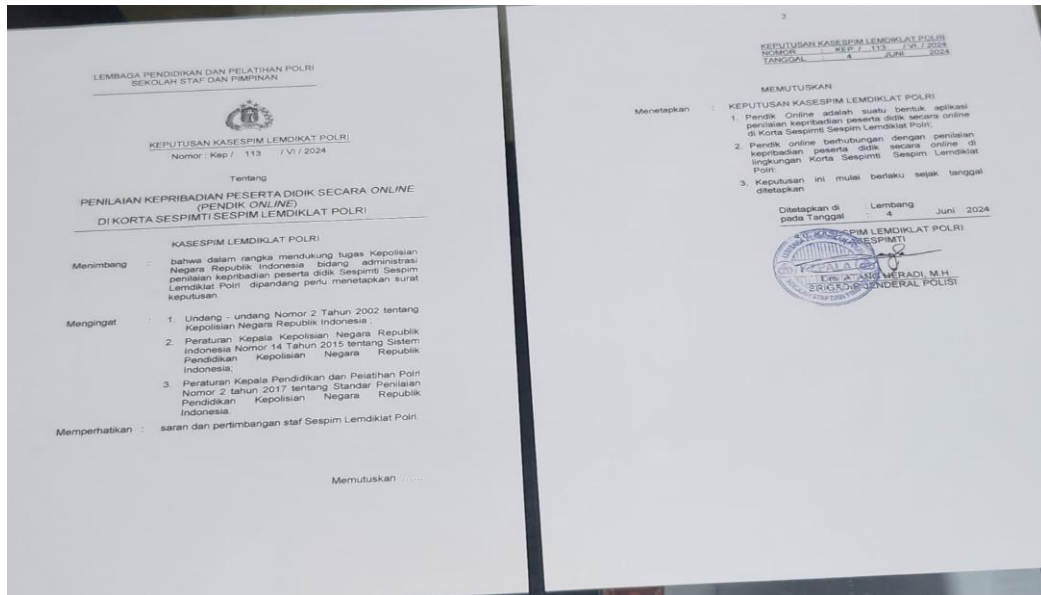 LEMBAGA PENDIDIKAN DAN PELATIHAN POLRI
SEKOLAH STAF DAN PIMPINAN
KEPUTUSAN KASESPIM LEMDIKAT POLRI
Nomor : Kep / 113 / VI / 2024
Tentang
PENILAIAN KEPRIBADIAN PESERTA DIDIK SECARA ONLINE
(PENDIK ONLINE)
DI KORTA SESPIMTI SESPIM LEMDIKLAT POLRI
KASESPIM LEMDIKLAT POLRI
Menimbang : bahwa dalam rangka mendukung tugas Kepolisian
Negara Republik Indonesia bidang administrasi
penilaian kepribadian peserta didik Sespimti Sespim
Lemdiklat Polri dipandang perlu menetapkan surat
keputusan.
Mengingat : 1. Undang - undang Nomor 2 Tahun 2002 tentang
Kepolisian Negara Republik Indonesia ;
2. Peraturan Kepala Kepolisian Negara Republik
Indonesia Nomor 14 Tahun 2015 tentang Sistem
Pendidikan Kepolisian Negara Republik
Indonesia;
3. Peraturan Kepala Pendidikan dan Pelatihan Polri
Nomor 2 tahun 2017 tentang Standar Penilaian
Pendidikan Kepolisian Negara Republik
Indonesia.
Memperhatikan : saran dan pertimbangan staf Sespim Lemdiklat Polri.
Memutuskan ......
2
KEPUTUSAN KASESPIM LEMDIKLAT POLRI
NOMOR : KEP / 113 / VI / 2024
TANGGAL : 4 JUNI 2024
MEMUTUSKAN
Menetapkan : KEPUTUSAN KASESPIM LEMDIKLAT POLRI
1. Pendik Online adalah suatu bentuk aplikasi
penilaian kepribadian peserta didik secara online
di Korta Sespimti Sespim Lemdiklat Polri;
2. Pendik online berhubungan dengan penilaian
kepribadian peserta didik secara online di
lingkungan Korta Sespimti Sespim Lemdiklat
Polri;
3. Keputusan ini mulai berlaku sejak tanggal
ditetapkan
Ditetapkan di : Lembang
pada Tanggal : 4 Juni 2024
KASESPIM LEMDIKLAT POLRI
KASESPIMTI
KEPALA
HERADI, M.H
BRIGADIR JENDERAL POLISI